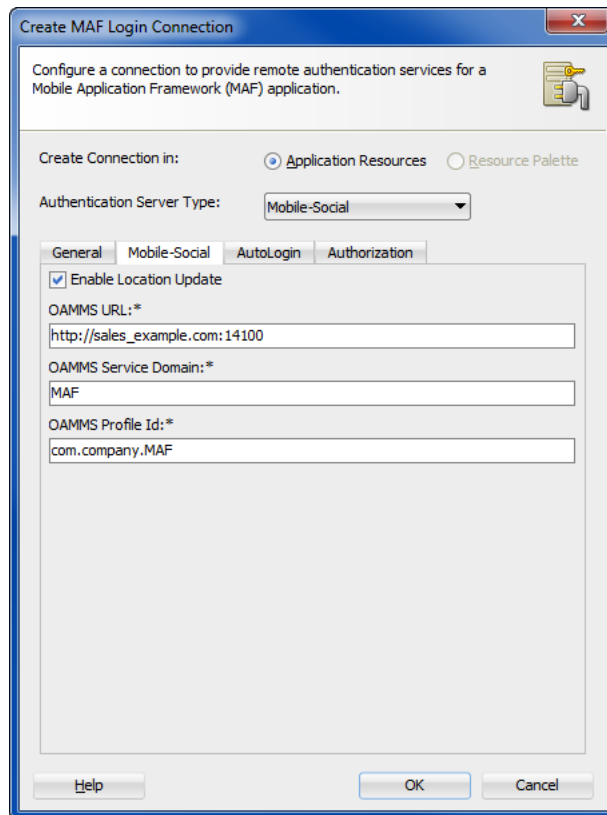 Create MAF Login Connection
Configure a connection to provide remote authentication services for a
Mobile Application Framework (MAF) application.
Create Connection in: Application Resources Resource Palette
Authentication Server Type: Mobile-Social
General Mobile-Social AutoLogin Authorization
Enable Location Update
OAMMS URL:*
http://sales_example.com:14100
OAMMS Service Domain:*
MAF
OAMMS Profile Id:*
com.company.MAF
Help OK Cancel